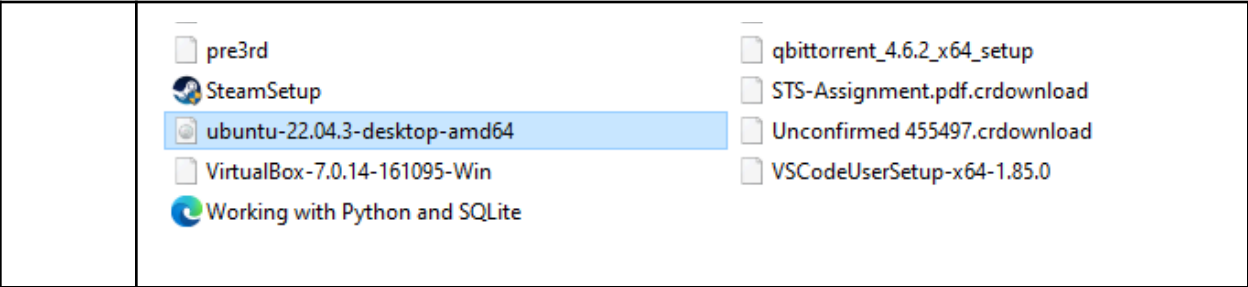 pre3rd
SteamSetup
ubuntu-22.04.3-desktop-amd64
VirtualBox-7.0.14-161095-Win
Working with Python and SQLite
qbittorrent_4.6.2_x64_setup
STS-Assignment.pdf.crdownload
Unconfirmed 455497.crdownload
VSCodeUserSetup-x64-1.85.0